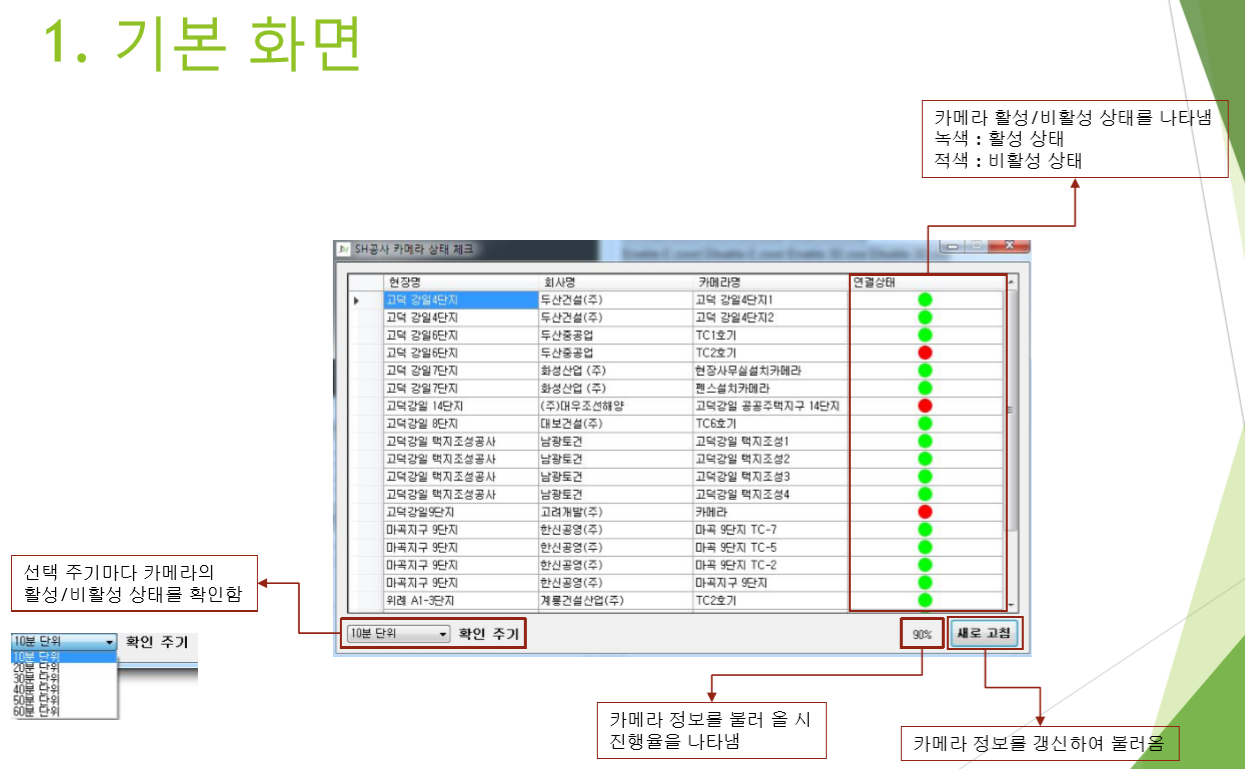 1. 기본 화면
카메라 활성/비활성 상태를 나타냄
녹색 : 활성 상태
적색 : 비활성 상태
SH공사 카메라 상태 체크
현장명 회사명 카메라명 연결상태
고덕 강일4단지 두산건설(주) 고덕 강일4단지1
고덕 강일4단지 두산건설(주) 고덕 강일4단지2
고덕 강일6단지 두산중공업 TC1호기
고덕 강일6단지 두산중공업 TC2호기
고덕 강일7단지 화성산업 (주) 현장사무실설치카메라
고덕 강일7단지 화성산업 (주) 펜스설치카메라
고덕강일 14단지 (주)대우조선해양 고덕강일 공공주택지구 14단지
고덕강일 8단지 대보건설(주) TC6호기
고덕강일 택지조성공사 남광토건 고덕강일 택지조성1
고덕강일 택지조성공사 남광토건 고덕강일 택지조성2
고덕강일 택지조성공사 남광토건 고덕강일 택지조성3
고덕강일 택지조성공사 남광토건 고덕강일 택지조성4
고덕강일9단지 고려개발(주) 카메라
마곡지구 9단지 한신공영(주) 마곡 9단지 TC-7
마곡지구 9단지 한신공영(주) 마곡 9단지 TC-5
마곡지구 9단지 한신공영(주) 마곡 9단지 TC-2
마곡지구 9단지 한신공영(주) 마곡지구 9단지
위례 A1-3단지 계룡건설산업(주) TC2호기
10분 단위 확인 주기 90% 새로 고침
선택 주기마다 카메라의
활성/비활성 상태를 확인함
10분 단위 확인 주기
10분 단위
20분 단위
30분 단위
40분 단위
50분 단위
60분 단위
카메라 정보를 불러 올 시
진행율을 나타냄
카메라 정보를 갱신하여 불러옴